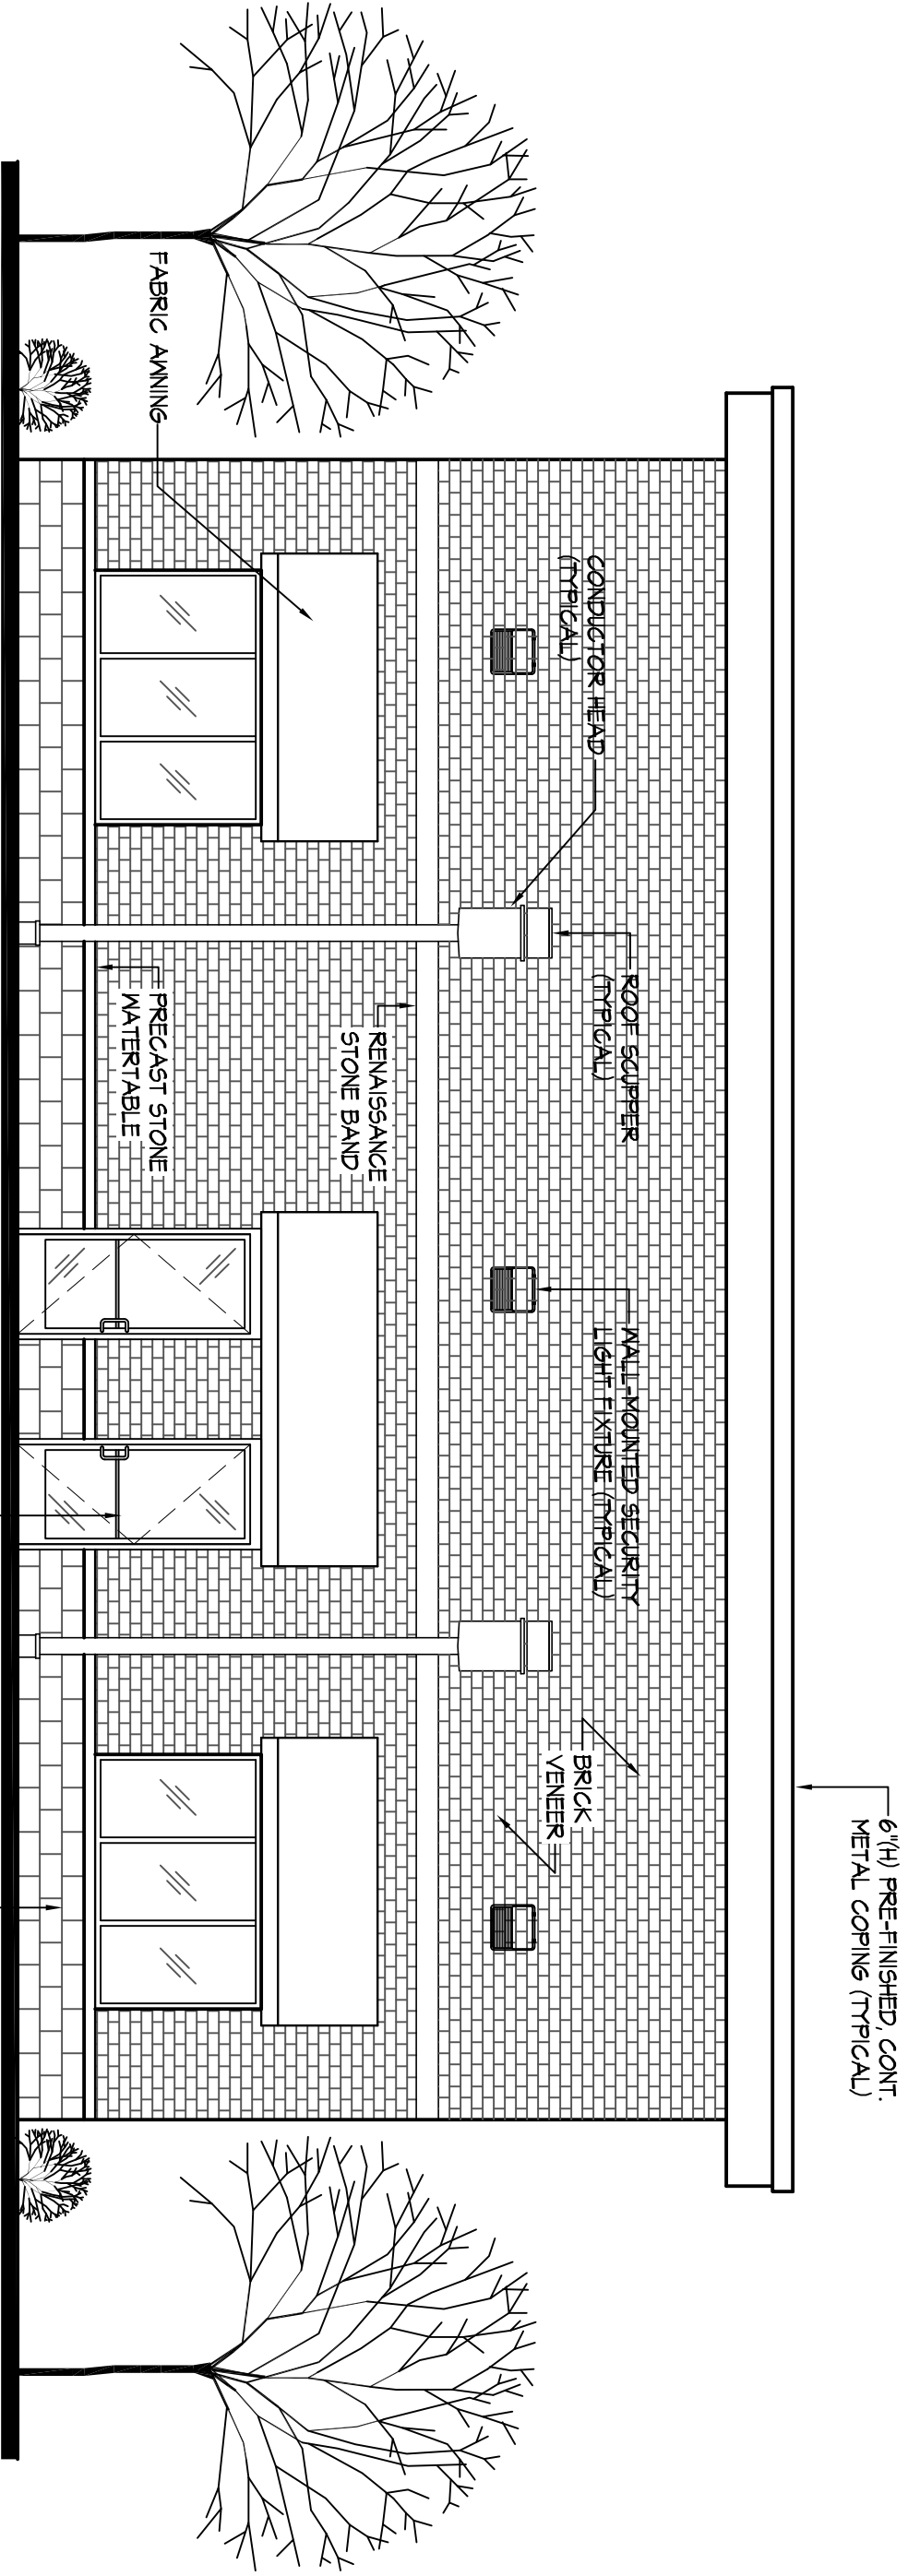 6"(H) PRE-FINISHED, CONT.
METAL COPING (TYPICAL)
CONDUCTOR HEAD
(TYPICAL)
ROOF SCUPPER
(TYPICAL)
WALL-MOUNTED SECURITY
LIGHT FIXTURE (TYPICAL)
BRICK
VENEER
RENAISSANCE
STONE BAND
FABRIC AWNING
PRECAST STONE
WATERTABLE